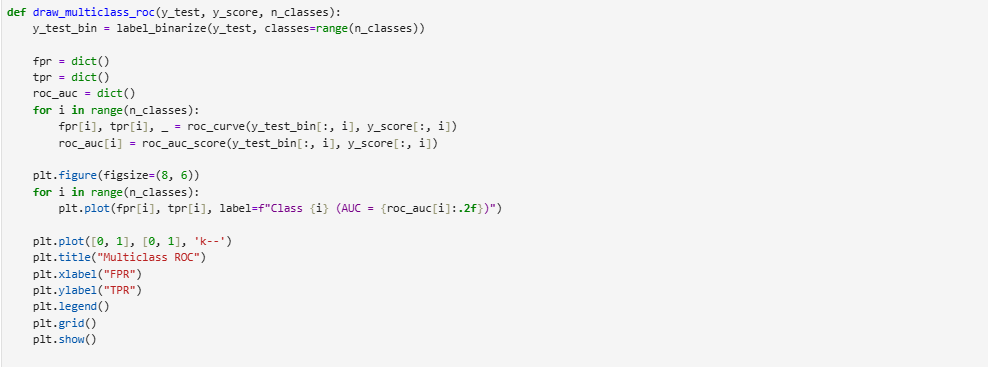 def draw_multiclass_roc(y_test, y_score, n_classes):
    y_test_bin = label_binarize(y_test, classes=range(n_classes))
    fpr = dict()
    tpr = dict()
    roc_auc = dict()
    for i in range(n_classes):
        fpr[i], tpr[i], _ = roc_curve(y_test_bin[:, i], y_score[:, i])
        roc_auc[i] = roc_auc_score(y_test_bin[:, i], y_score[:, i])
    plt.figure(figsize=(8, 6))
    for i in range(n_classes):
        plt.plot(fpr[i], tpr[i], label=f"Class {i} (AUC = {roc_auc[i]:.2f})")
    plt.plot([0, 1], [0, 1], 'k--')
    plt.title("Multiclass ROC")
    plt.xlabel("FPR")
    plt.ylabel("TPR")
    plt.legend()
    plt.grid()
    plt.show()